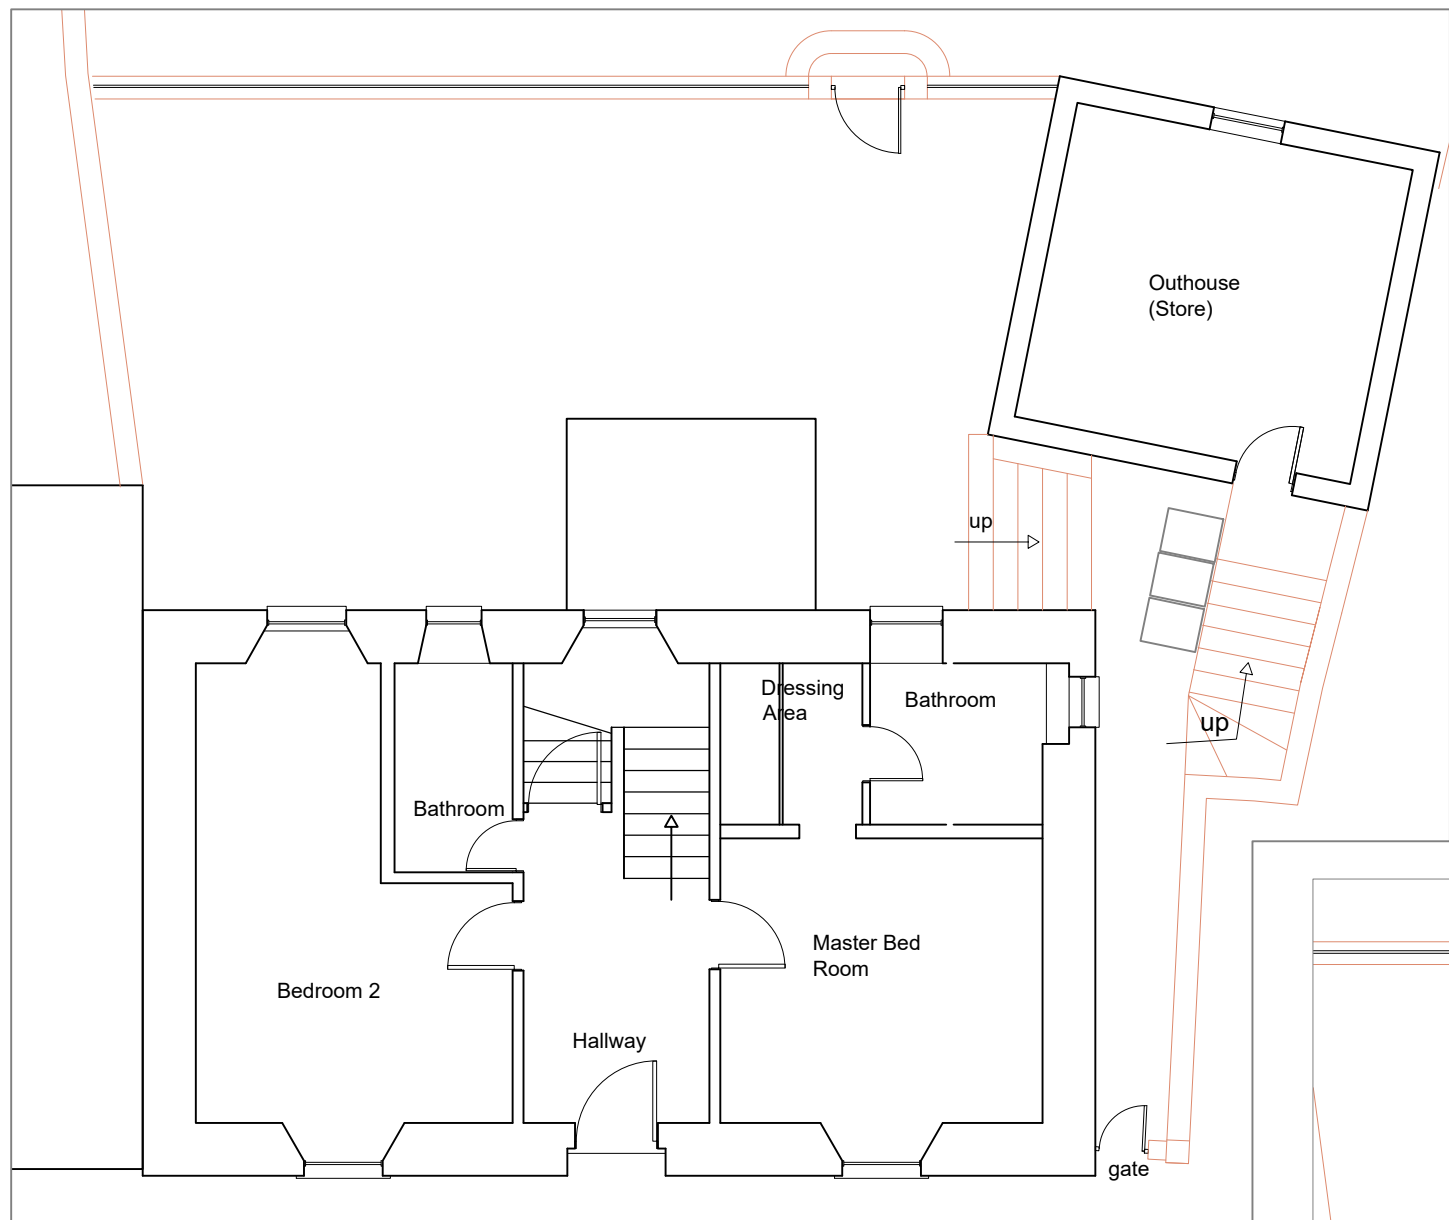 Outhouse
(Store)
up
Dressing
Area
Bathroom
up
Bathroom
Master Bed
Room
Bedroom 2
Hallway
gate